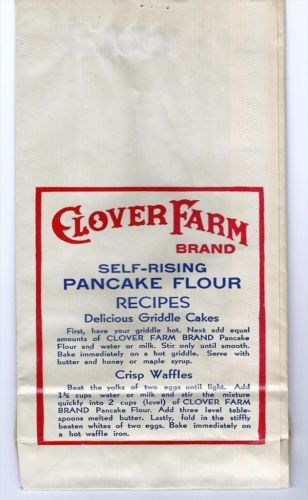 CLOVER FARM
BRAND
SELF-RISING
PANCAKE FLOUR
RECIPES
Delicious Griddle Cakes
First, have your griddle hot. Next add equal
amounts of CLOVER FARM BRAND Pancake
Flour and water or milk. Stir only until smooth.
Bake immediately on a hot griddle. Serve with
butter and honey or maple syrup.
Crisp Waffles
Beat the yolks of two eggs until light. Add
1½ cups water or milk and stir the mixture
quickly into 2 cups (level) of CLOVER FARM
BRAND Pancake Flour. Add three level table-
spoons melted butter. Lastly, fold in the stiffly
beaten whites of two eggs. Bake immediately on
a hot waffle iron.